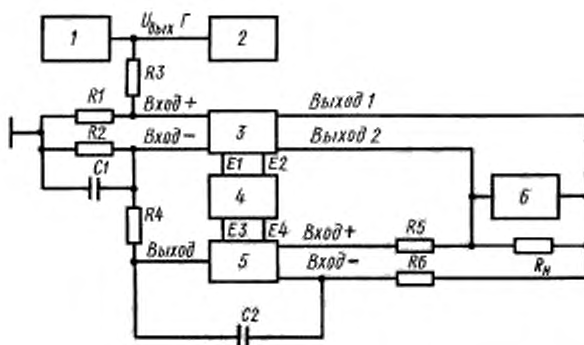 1
Uвых Г
2
R3
R1
Вход+
3
Выход 1
R2
Вход−
Выход 2
C1
E1
E2
4
6
R4
E3
E4
Вход+
R5
Выход
5
Вход−
R6
Rн
C2